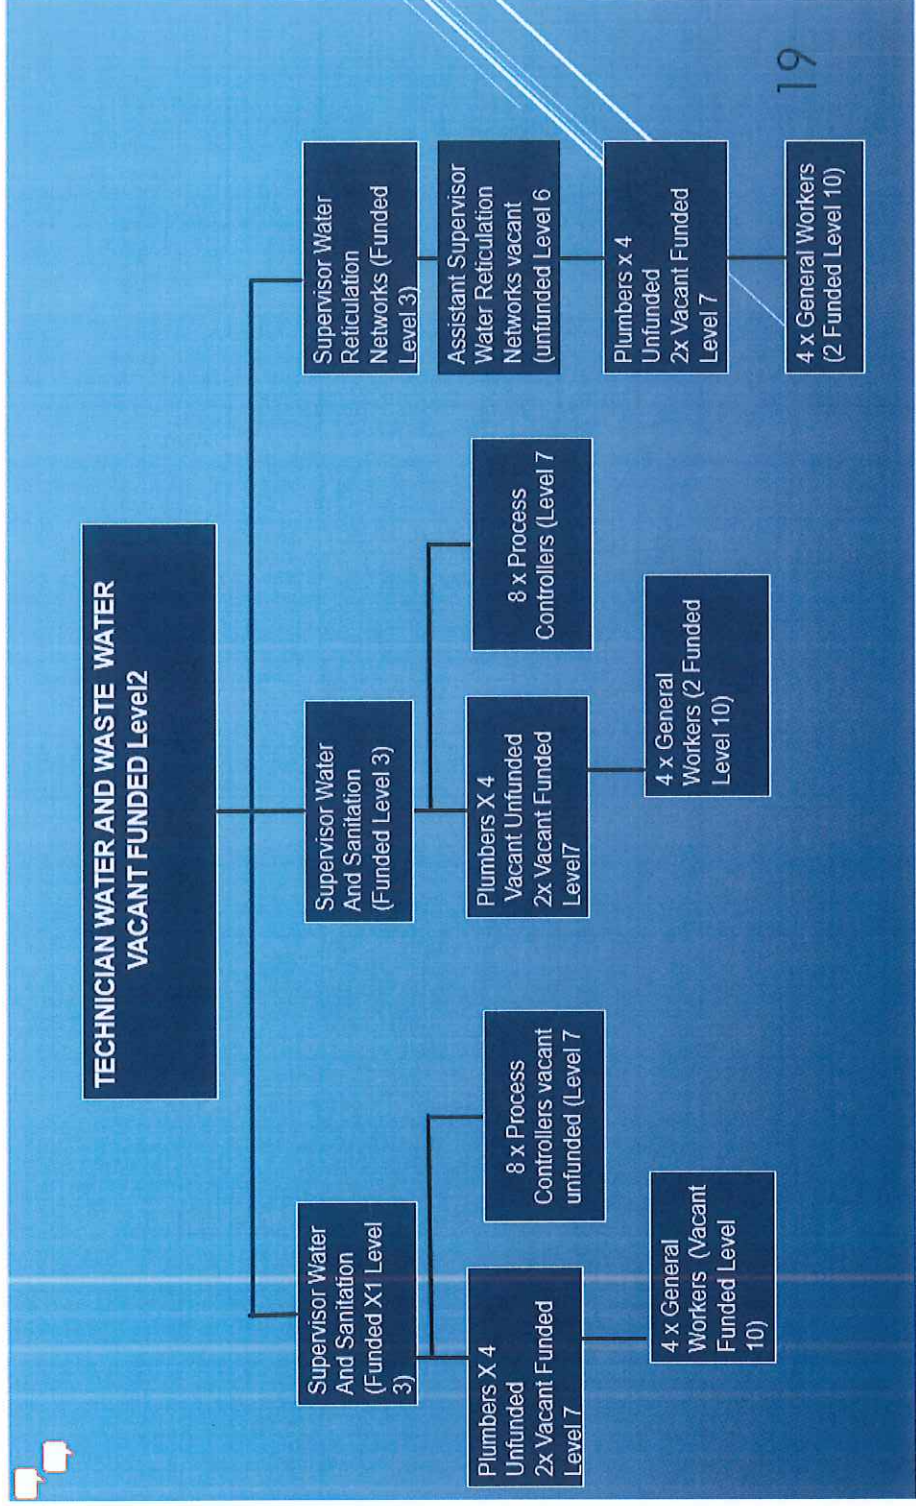 TECHNICIAN WATER AND WASTE WATER
VACANT FUNDED Level2
Supervisor Water
And Sanitation
(Funded X1 Level
3)
Plumbers X 4
Unfunded
2x Vacant Funded
Level 7
8 x Process
Controllers vacant
unfunded (Level 7
4 x General
Workers (Vacant
Funded Level
10)
Supervisor Water
And Sanitation
(Funded Level 3)
Plumbers X 4
Vacant Unfunded
2x Vacant Funded
Level7
8 x Process
Controllers (Level 7
4 x General
Workers (2 Funded
Level 10)
Supervisor Water
Reticulation
Networks (Funded
Level 3)
Assistant Supervisor
Water Reticulation
Networks vacant
(unfunded Level 6
Plumbers x 4
Unfunded
2x Vacant Funded
Level 7
4 x General Workers
(2 Funded Level 10)
19